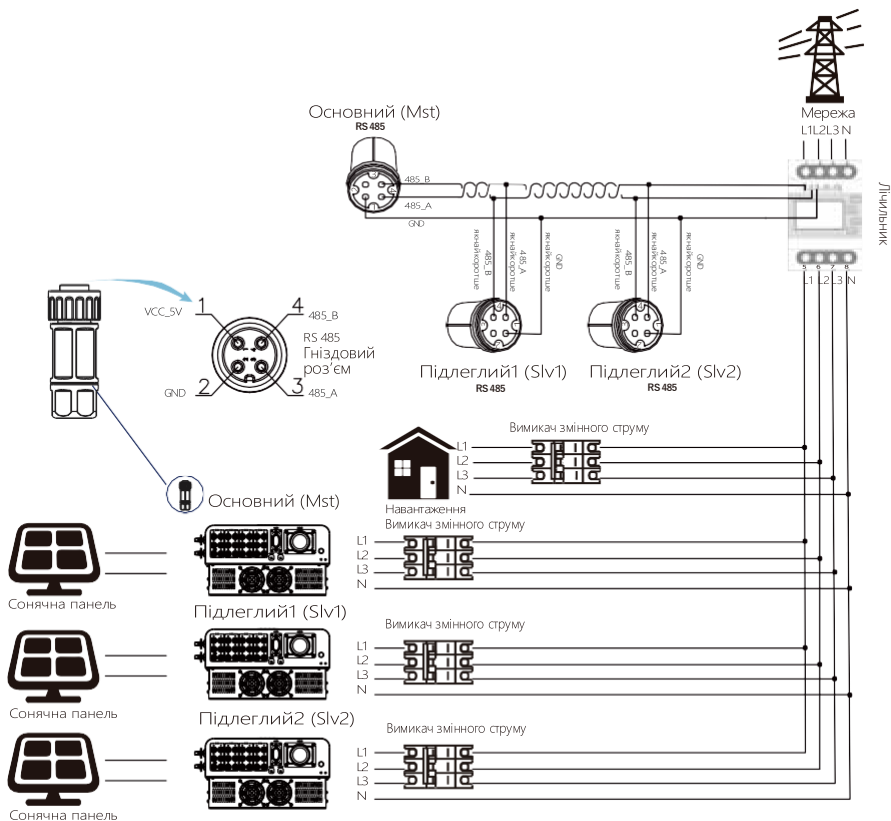 Мережа
L1L2L3 N
Лічильник
5 6 7 8
L1 L2L3 N
Основний (Mst)
RS 485
485_B
485_A
GND
485_B
якнайкоротше
485_A
якнайкоротше
GND
якнайкоротше
485_B
якнайкоротше
485_A
якнайкоротше
GND
якнайкоротше
Підлеглий1 (Slv1)
RS 485
Підлеглий2 (Slv2)
RS 485
VCC_5V
1
4
485_B
RS 485
Гніздовий
роз’єм
GND
2
3
485_A
Вимикач змінного струму
L1
L2
L3
N
Навантаження
Основний (Mst)
Вимикач змінного струму
L1
L2
L3
N
Сонячна панель
Підлеглий1 (Slv1)
Вимикач змінного струму
L1
L2
L3
N
Сонячна панель
Підлеглий2 (Slv2)
Вимикач змінного струму
L1
L2
L3
N
Сонячна панель